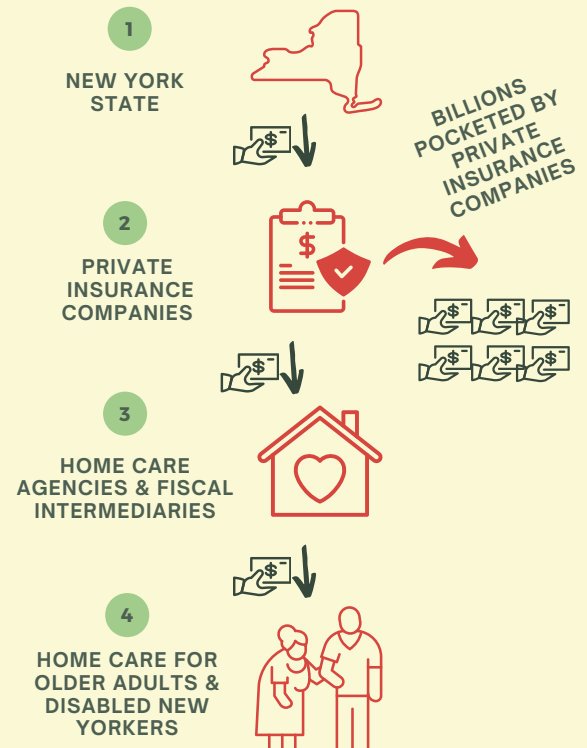 1
NEW YORK
STATE
$
BILLIONS
POCKETED BY
PRIVATE
INSURANCE
COMPANIES
2
$
PRIVATE
INSURANCE
COMPANIES
$ $ $
$ $ $
$
3
HOME CARE
AGENCIES & FISCAL
INTERMEDIARIES
$
4
HOME CARE FOR
OLDER ADULTS &
DISABLED NEW
YORKERS